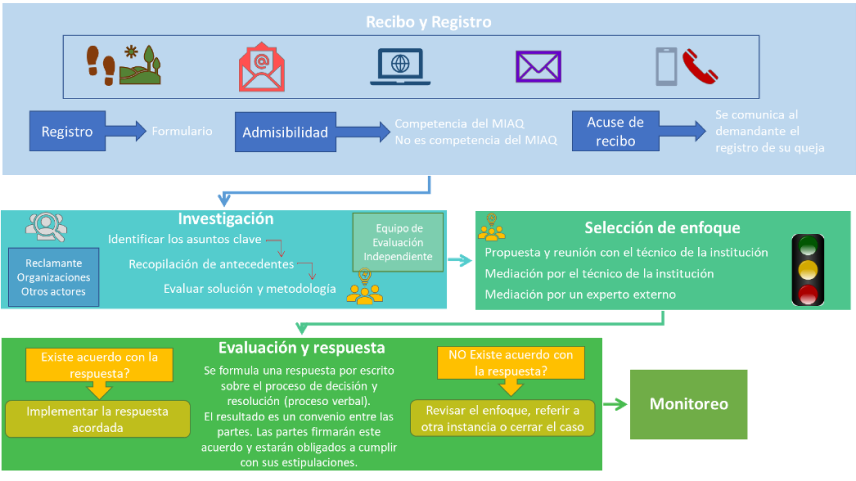 Recibo y Registro
@
Registro
Formulario
Admisibilidad
Competencia del MIAQ
No es competencia del MIAQ
Acuse de
recibo
Se comunica al
demandante el
registro de su queja
Investigación
Identificar los asuntos clave
Recopilación de antecedentes
Evaluar solución y metodología
Reclamante
Organizaciones
Otros actores
Equipo de
Evaluación
Independiente
Selección de enfoque
Propuesta y reunión con el técnico de la institución
Mediación por el técnico de la institución
Mediación por un experto externo
Evaluación y respuesta
Existe acuerdo con la
respuesta?
Implementar la respuesta
acordada
Se formula una respuesta por escrito
sobre el proceso de decisión y
resolución (proceso verbal).
El resultado es un convenio entre las
partes. Las partes firmarán este
acuerdo y estarán obligados a cumplir
con sus estipulaciones.
NO Existe acuerdo con
la respuesta?
Revisar el enfoque, referir a
otra instancia o cerrar el caso
Monitoreo